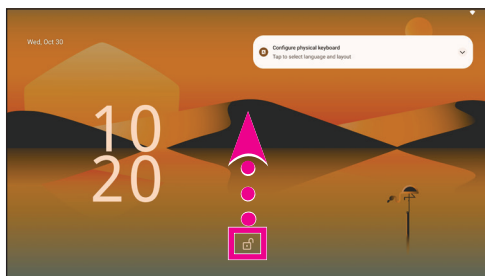 Wed, Oct 30
Configure physical keyboard
Tap to select language and layout
10
20